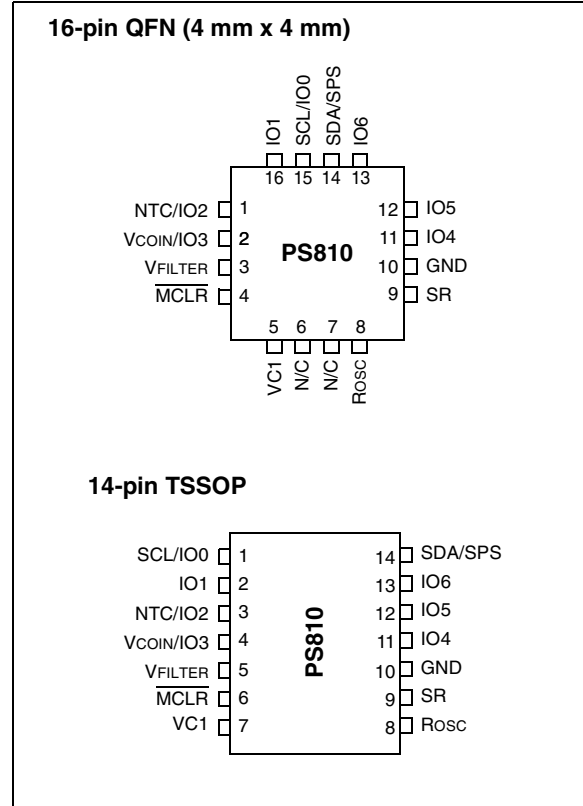 16-pin QFN (4 mm x 4 mm)
IO1
SCL/IO0
SDA/SPS
IO6
16 15 14 13
NTC/IO2 1
VCOIN/IO3 2
VFILTER 3
MCLR 4
PS810
12 IO5
11 IO4
10 GND
9 SR
5 6 7 8
VC1
N/C
N/C
ROSC
14-pin TSSOP
SCL/IO0 1
IO1 2
NTC/IO2 3
VCOIN/IO3 4
VFILTER 5
MCLR 6
VC1 7
PS810
14 SDA/SPS
13 IO6
12 IO5
11 IO4
10 GND
9 SR
8 ROSC